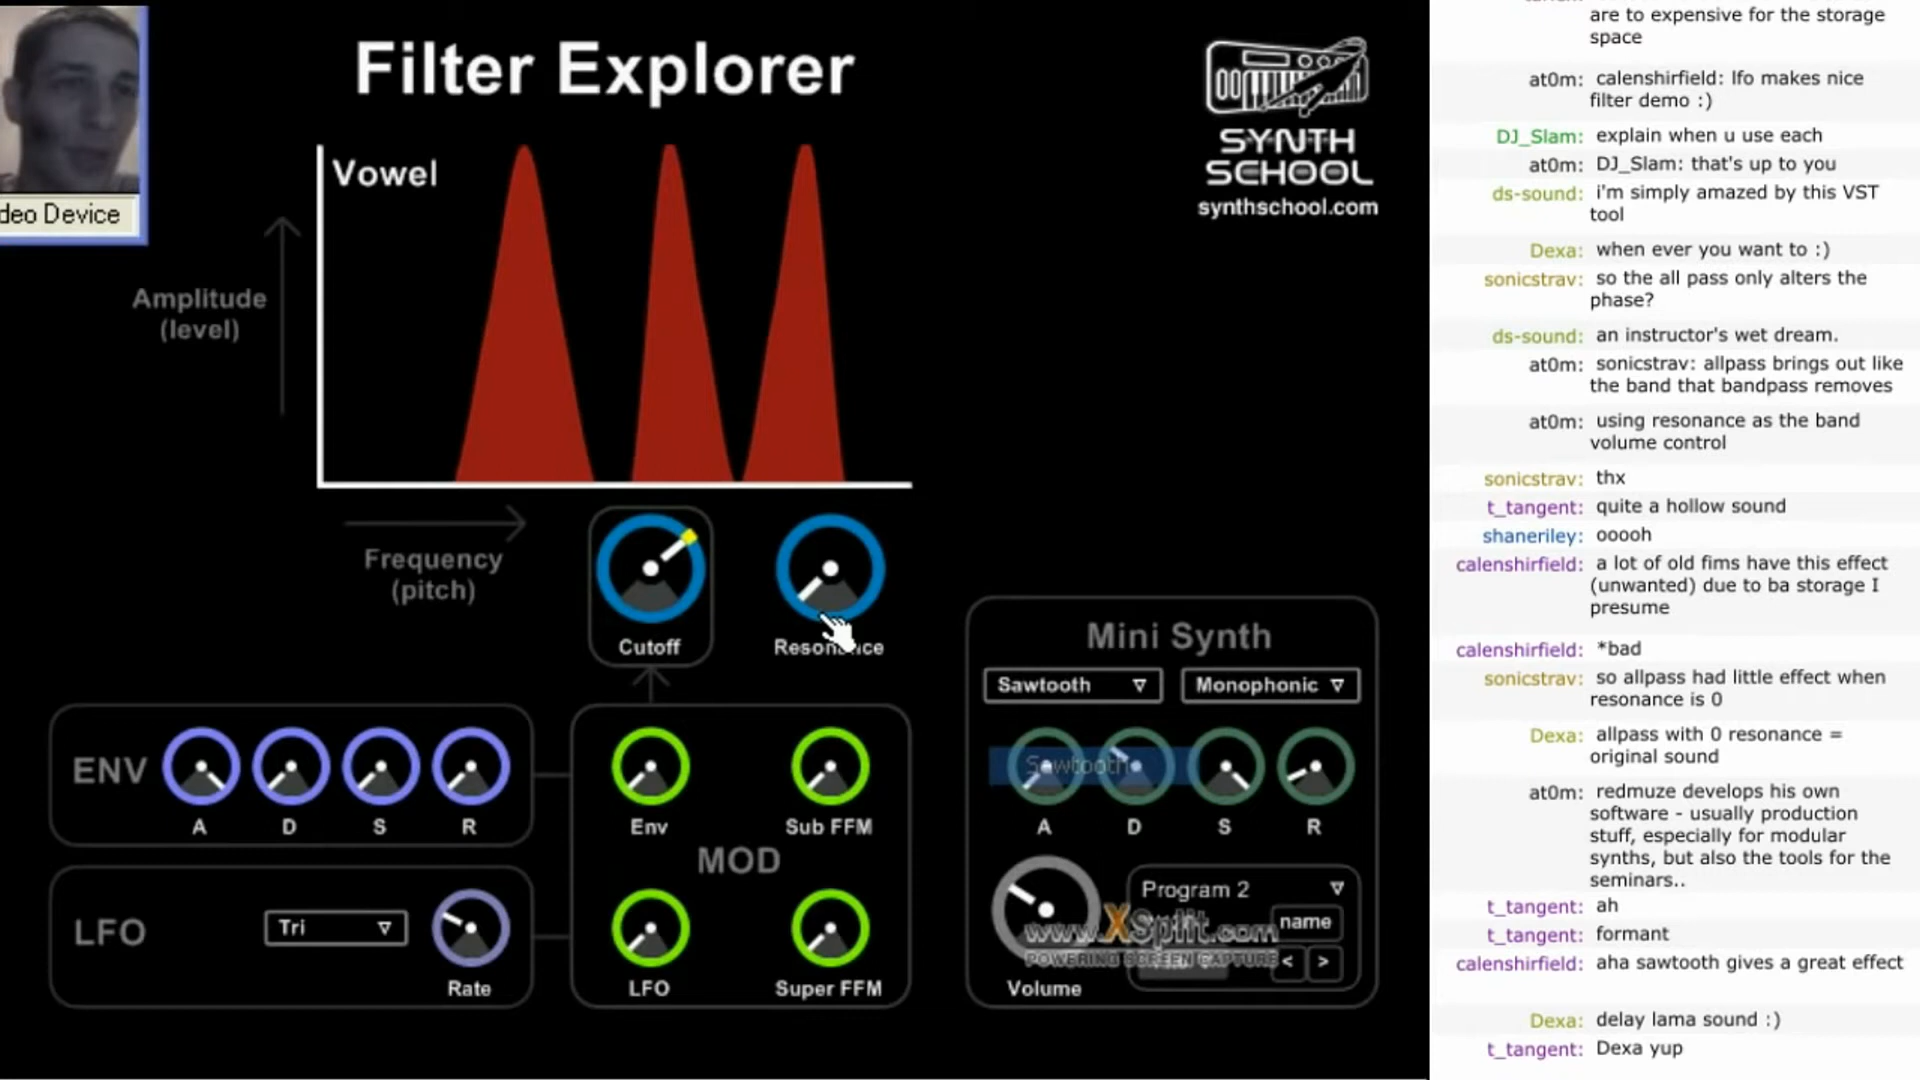 Filter Explorer
SYNTH
SCHOOL
synthschool.com
deo Device
Vowel
Amplitude
(level)
Frequency
(pitch)
Cutoff
Resonance
ENV
A D S R
LFO
Tri
Rate
Env
Sub FFM
MOD
LFO
Super FFM
Mini Synth
Sawtooth
Monophonic
Sawtooth
A D S R
Volume
Program 2
name
< >
www.XSplit.com
POWERING SCREEN CAPTURE
are to expensive for the storage
space
at0m: calenshirfield: lfo makes nice
filter demo :)
DJ_Slam: explain when u use each
at0m: DJ_Slam: that's up to you
ds-sound: i'm simply amazed by this VST
tool
Dexa: when ever you want to :)
sonicstrav: so the all pass only alters the
phase?
ds-sound: an instructor's wet dream.
at0m: sonicstrav: allpass brings out like
the band that bandpass removes
at0m: using resonance as the band
volume control
sonicstrav: thx
t_tangent: quite a hollow sound
shaneriley: ooooh
calenshirfield: a lot of old fims have this effect
(unwanted) due to ba storage I
presume
calenshirfield: *bad
sonicstrav: so allpass had little effect when
resonance is 0
Dexa: allpass with 0 resonance =
original sound
at0m: redmuze develops his own
software - usually production
stuff, especially for modular
synths, but also the tools for the
seminars..
t_tangent: ah
t_tangent: formant
calenshirfield: aha sawtooth gives a great effect
Dexa: delay lama sound :)
t_tangent: Dexa yup